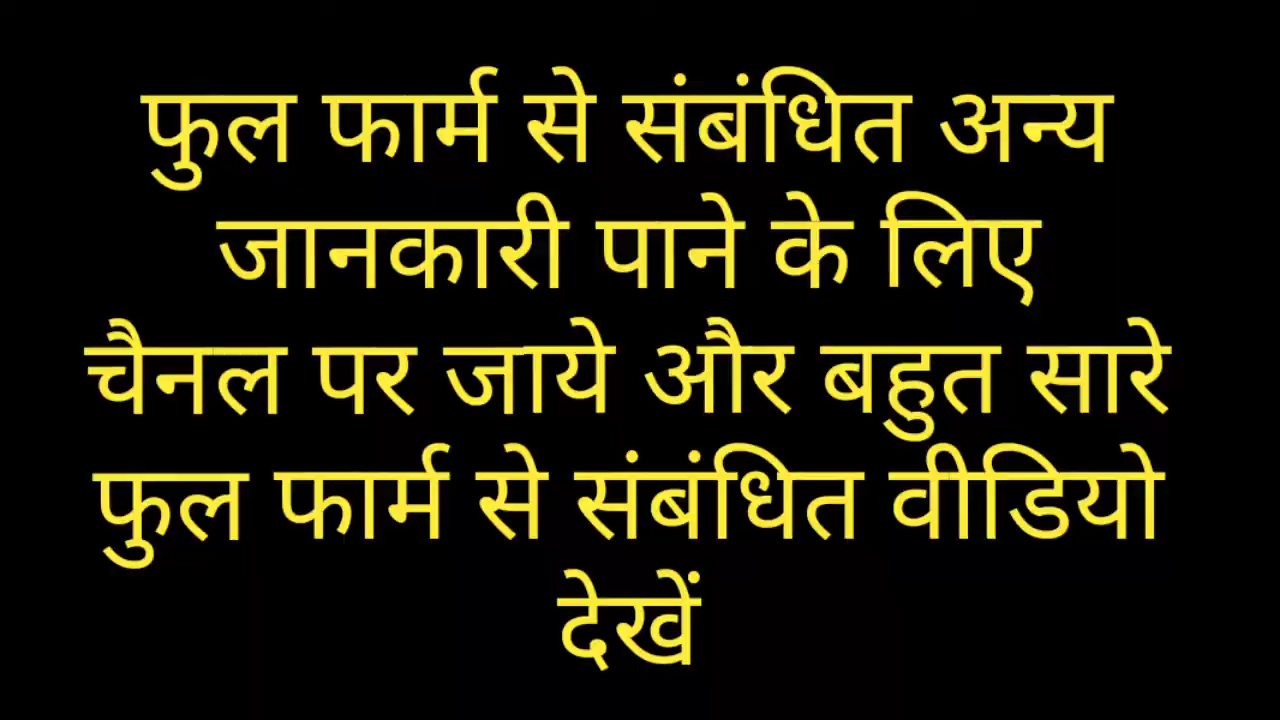 फुल फार्म से संबंधित अन्य
जानकारी पाने के लिए
चैनल पर जाये और बहुत सारे
फुल फार्म से संबंधित वीडियो
देखें